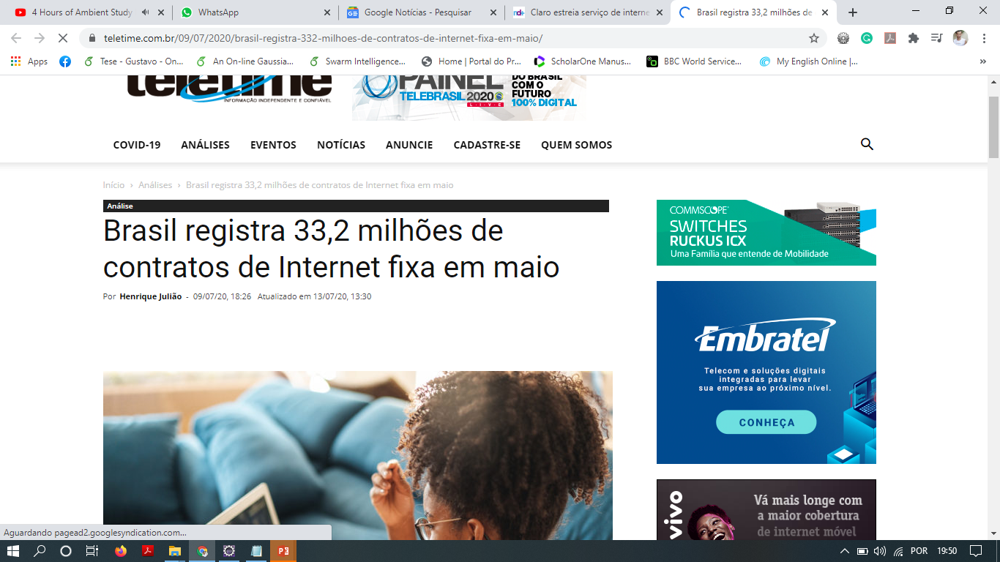 4 Hours of Ambient Study
WhatsApp
Google Notícias - Pesquisar
Claro estreia serviço de interne
Brasil registra 33,2 milhões de
teletime.com.br/09/07/2020/brasil-registra-332-milhoes-de-contratos-de-internet-fixa-em-maio/
Apps
Tese - Gustavo - On...
An On-line Gaussia...
Swarm Intelligence...
Home | Portal do Pr...
ScholarOne Manus...
BBC World Service...
My English Online |...
»
teletime
INFORMAÇÃO INDEPENDENTE E CONFIÁVEL
PAINEL
TELEBRASIL 2020
L·I·V·E
DO BRASIL
COM O
FUTURO
100% DIGITAL
COVID-19
ANÁLISES
EVENTOS
NOTÍCIAS
ANUNCIE
CADASTRE-SE
QUEM SOMOS
Início › Análises › Brasil registra 33,2 milhões de contratos de Internet fixa em maio
Análise
Brasil registra 33,2 milhões de
contratos de Internet fixa em maio
Por Henrique Julião - 09/07/20, 18:26 Atualizado em 13/07/20, 13:30
COMMSCOPE
SWITCHES
RUCKUS ICX
Uma Família que entende de Mobilidade
Embratel
Telecom e soluções digitais
integradas para levar
sua empresa ao próximo nível.
CONHEÇA
vivo
Vá mais longe com
a maior cobertura
de internet móvel
Aguardando pagead2.googlesyndication.com...
POR
19:50